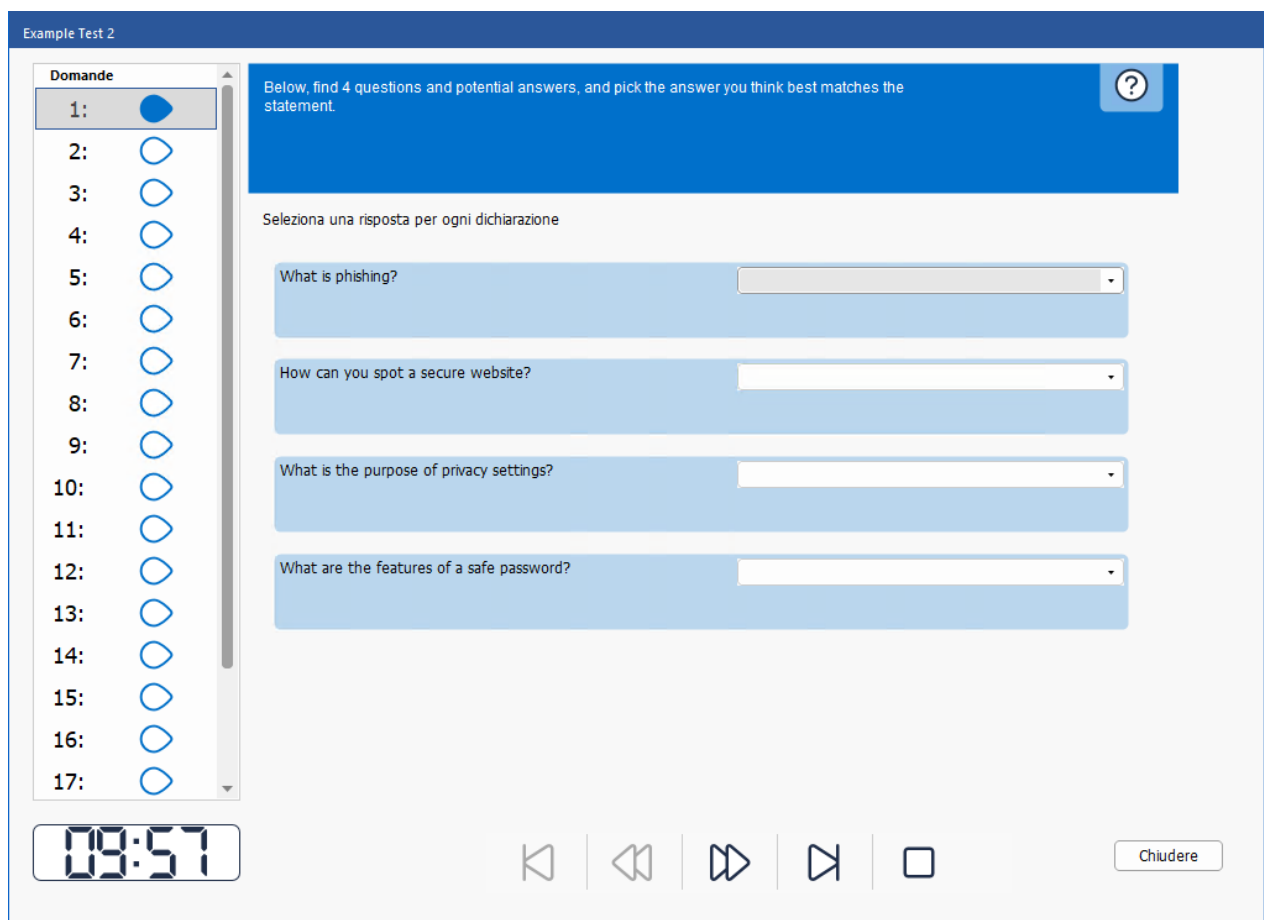 Example Test 2
Domande
1:
2:
3:
4:
5:
6:
7:
8:
9:
10:
11:
12:
13:
14:
15:
16:
17:
09:57
Below, find 4 questions and potential answers, and pick the answer you think best matches the
statement.
?
Seleziona una risposta per ogni dichiarazione
What is phishing?
How can you spot a secure website?
What is the purpose of privacy settings?
What are the features of a safe password?
Chiudere